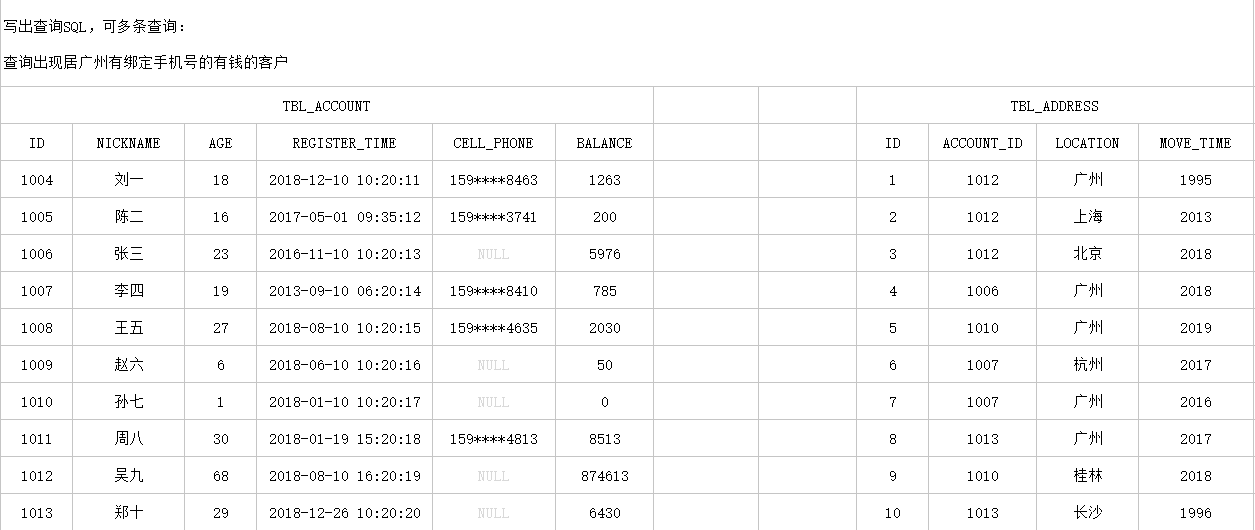 写出查询SQL，可多条查询：
查询出现居广州有绑定手机号的有钱的客户
TBL_ACCOUNT TBL_ADDRESS
ID NICKNAME AGE REGISTER_TIME CELL_PHONE BALANCE ID ACCOUNT_ID LOCATION MOVE_TIME
1004 刘一 18 2018-12-10 10:20:11 159****8463 1263 1 1012 广州 1995
1005 陈二 16 2017-05-01 09:35:12 159****3741 200 2 1012 上海 2013
1006 张三 23 2016-11-10 10:20:13 NULL 5976 3 1012 北京 2018
1007 李四 19 2013-09-10 06:20:14 159****8410 785 4 1006 广州 2018
1008 王五 27 2018-08-10 10:20:15 159****4635 2030 5 1010 广州 2019
1009 赵六 6 2018-06-10 10:20:16 NULL 50 6 1007 杭州 2017
1010 孙七 1 2018-01-10 10:20:17 NULL 0 7 1007 广州 2016
1011 周八 30 2018-01-19 15:20:18 159****4813 8513 8 1013 广州 2017
1012 吴九 68 2018-08-10 16:20:19 NULL 874613 9 1010 桂林 2018
1013 郑十 29 2018-12-26 10:20:20 NULL 6430 10 1013 长沙 1996